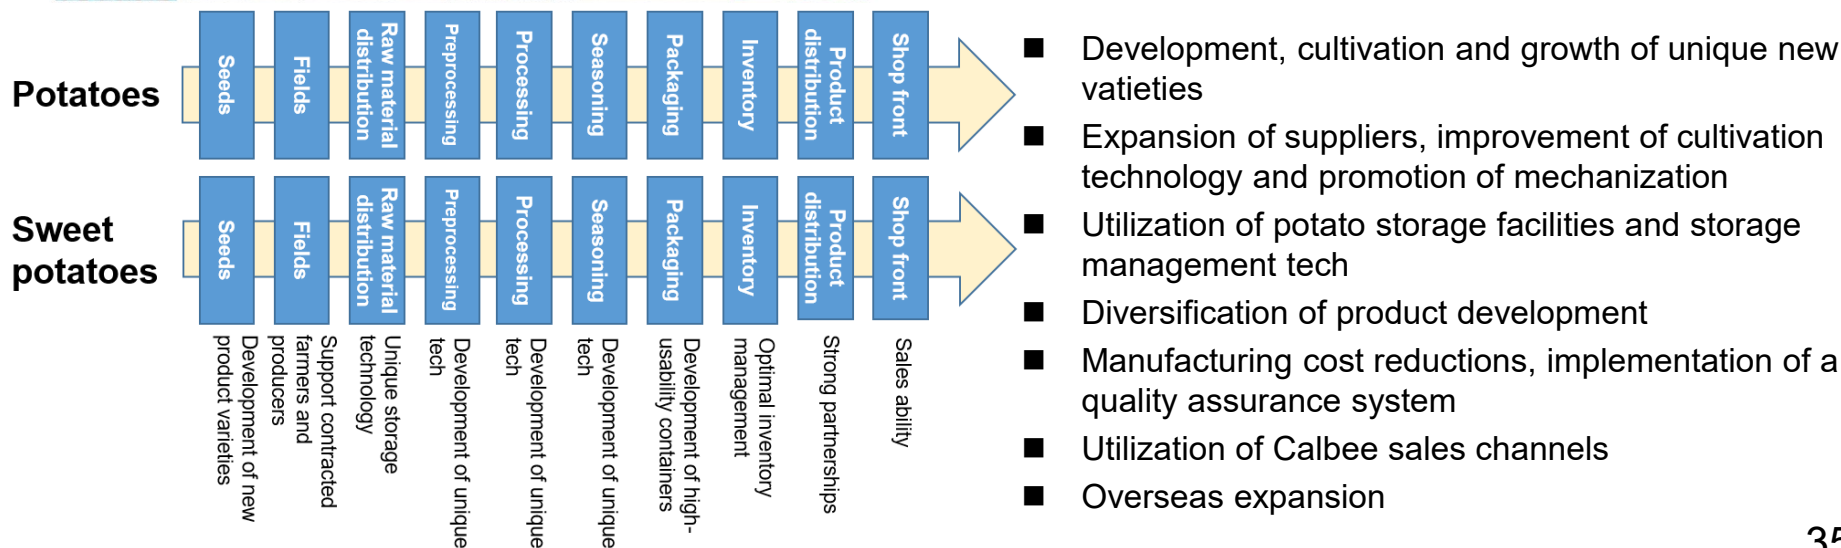 Potatoes
Seeds
Fields
Raw material
distribution
Preprocessing
Processing
Seasoning
Packaging
Inventory
Product
distribution
Shop front
Sweet
potatoes
Seeds
Fields
Raw material
distribution
Preprocessing
Processing
Seasoning
Packaging
Inventory
Product
distribution
Shop front
Development of new
product varieties
Support contracted
farmers and
producers
Unique storage
technology
Development of unique
tech
Development of unique
tech
Development of unique
tech
Development of high-
usability containers
Optimal inventory
management
Strong partnerships
Sales ability
■ Development, cultivation and growth of unique new
vatieties
■ Expansion of suppliers, improvement of cultivation
technology and promotion of mechanization
■ Utilization of potato storage facilities and storage
management tech
■ Diversification of product development
■ Manufacturing cost reductions, implementation of a
quality assurance system
■ Utilization of Calbee sales channels
■ Overseas expansion
35